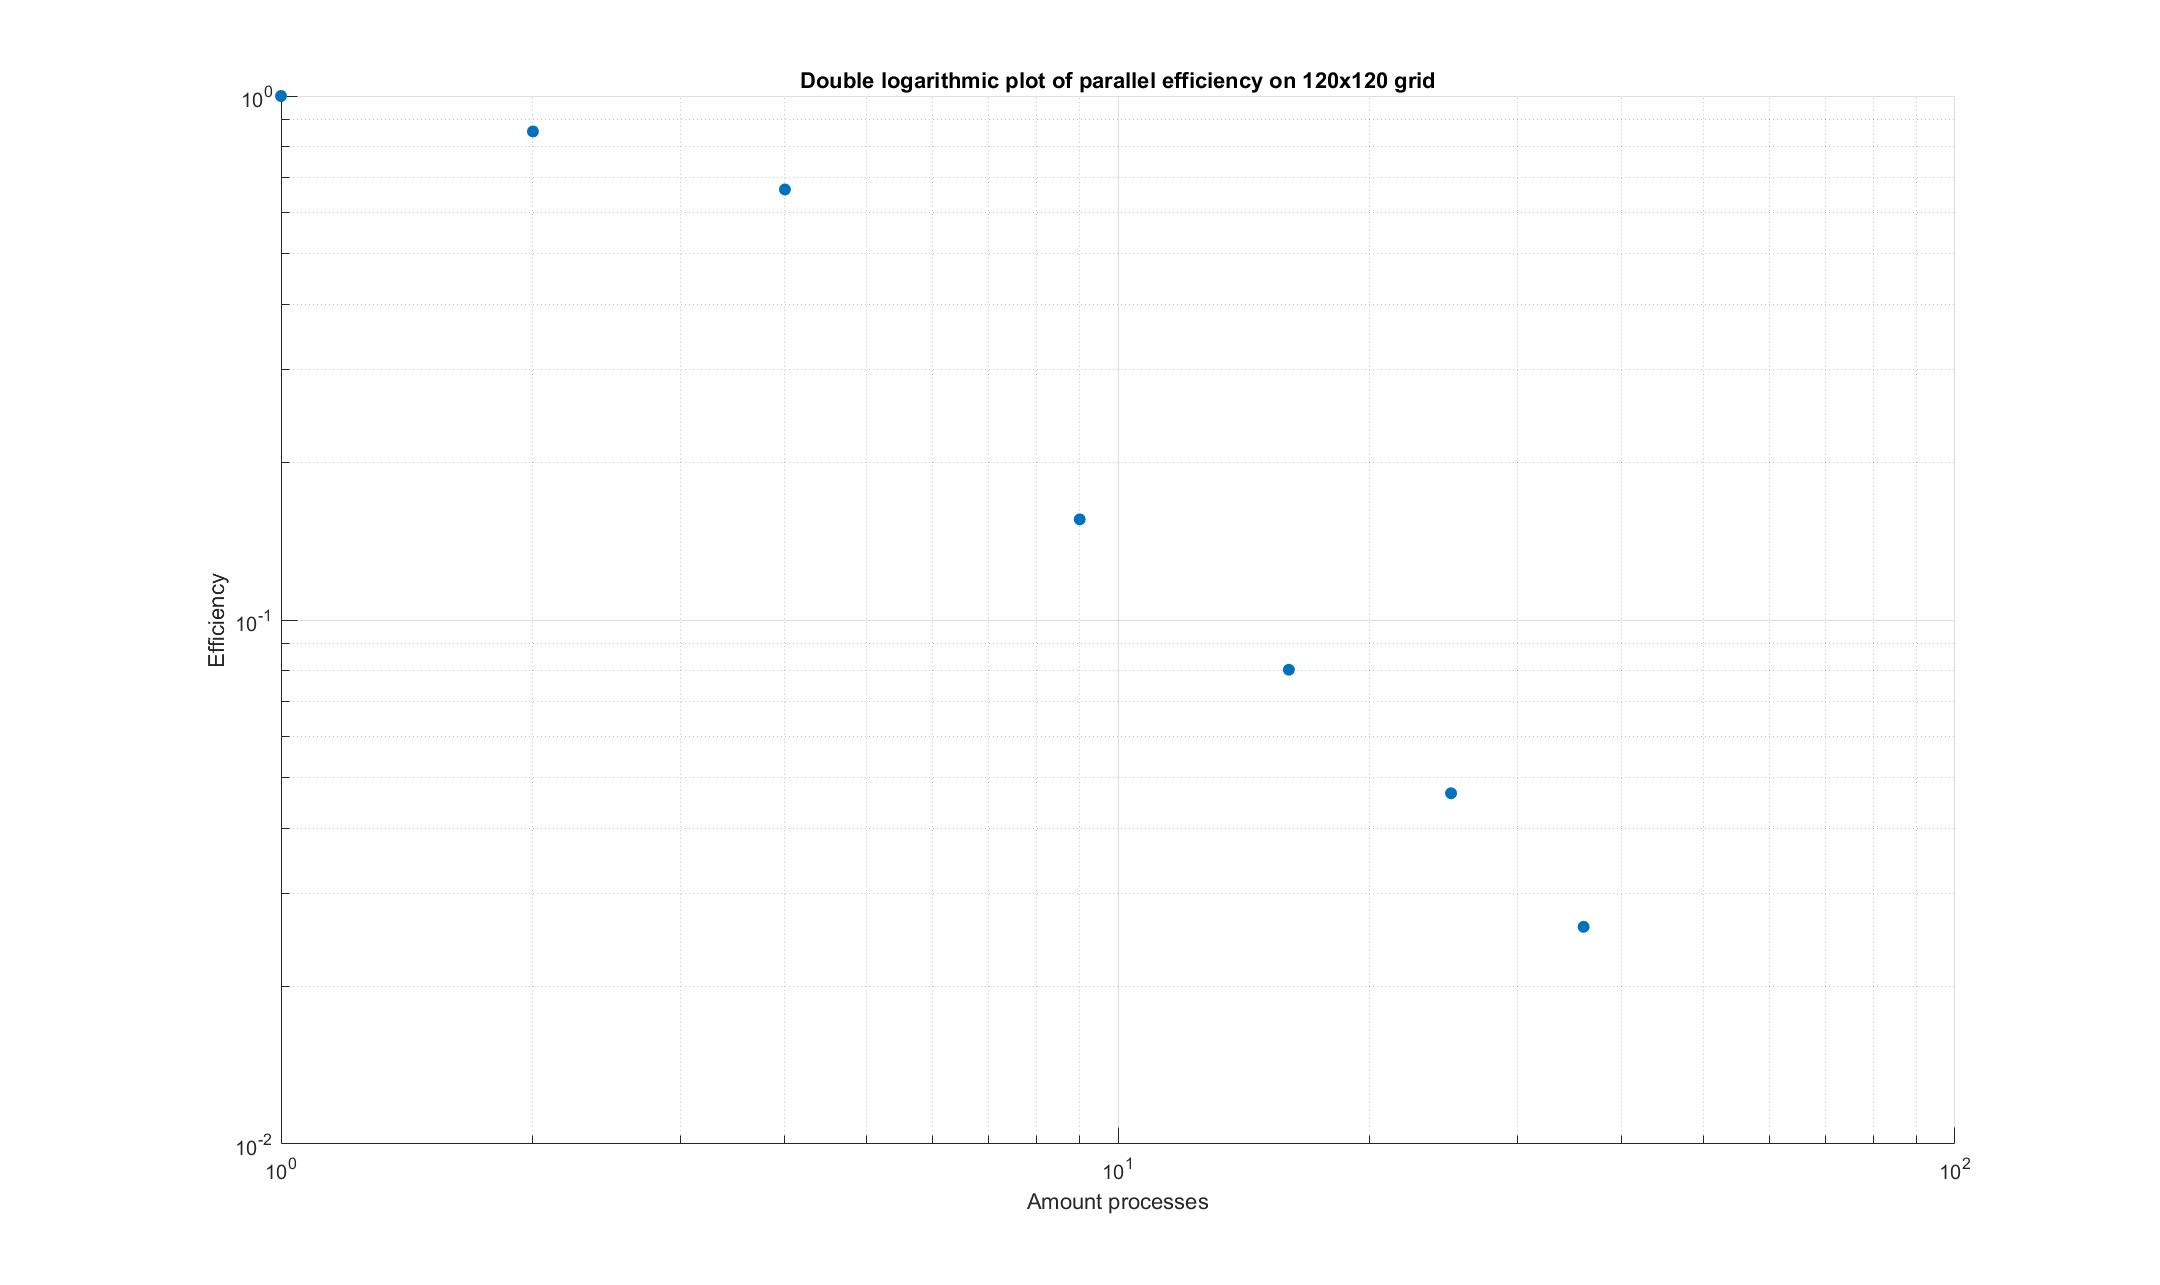 Double logarithmic plot of parallel efficiency on 120x120 grid
10^0
10^-1
10^-2
Efficiency
10^0 10^1 10^2
Amount processes